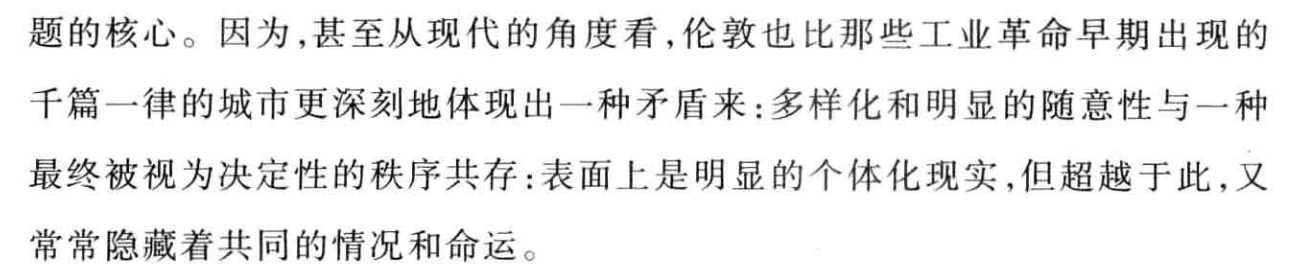 题的核心。因为,甚至从现代的角度看,伦敦也比那些工业革命早期出现的
千篇一律的城市更深刻地体现出一种矛盾来:多样化和明显的随意性与一种
最终被视为决定性的秩序共存:表面上是明显的个体化现实,但超越于此,又
常常隐藏着共同的情况和命运。